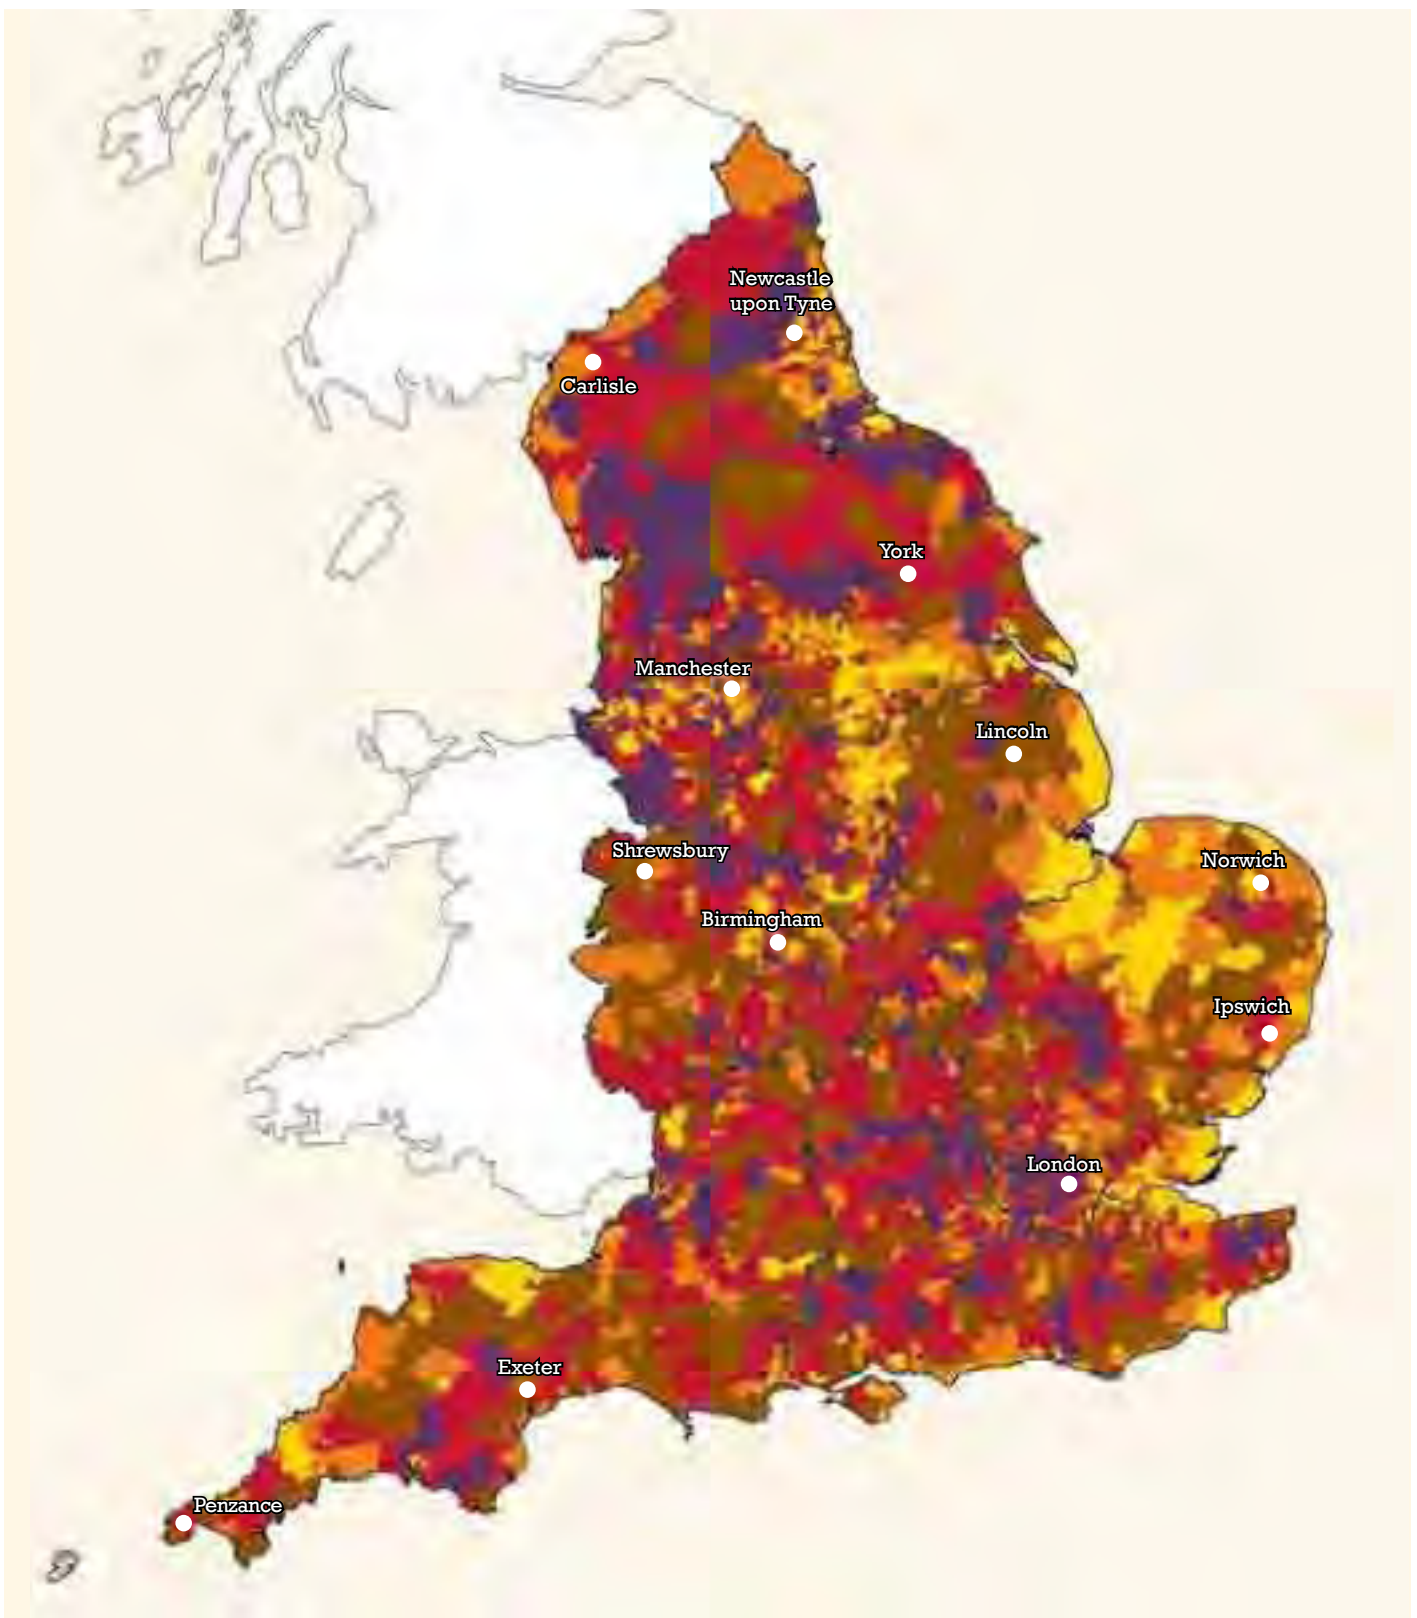 Newcastle
upon Tyne
Carlisle
York
Manchester
Lincoln
Shrewsbury
Norwich
Birmingham
Ipswich
London
Exeter
Penzance